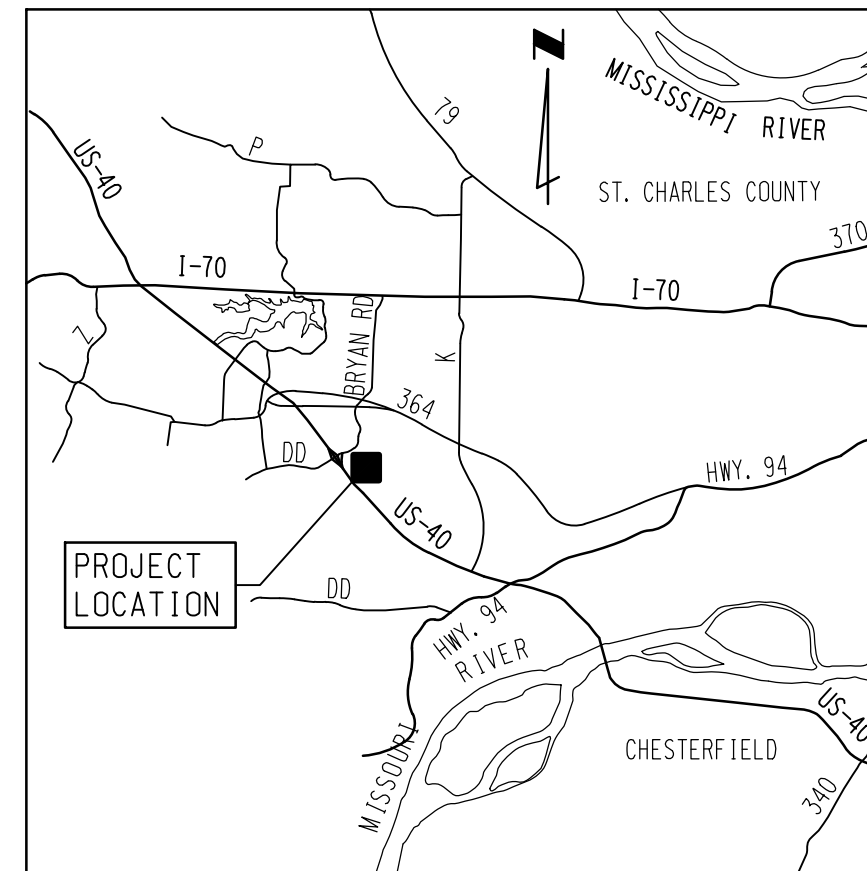 N
MISSISSIPPI RIVER
79
P
US-40
ST. CHARLES COUNTY
370
I-70
I-70
Z
BRYAN RD
K
364
DD
HWY. 94
US-40
PROJECT
LOCATION
DD
HWY. 94
MISSOURI RIVER
US-40
CHESTERFIELD
340